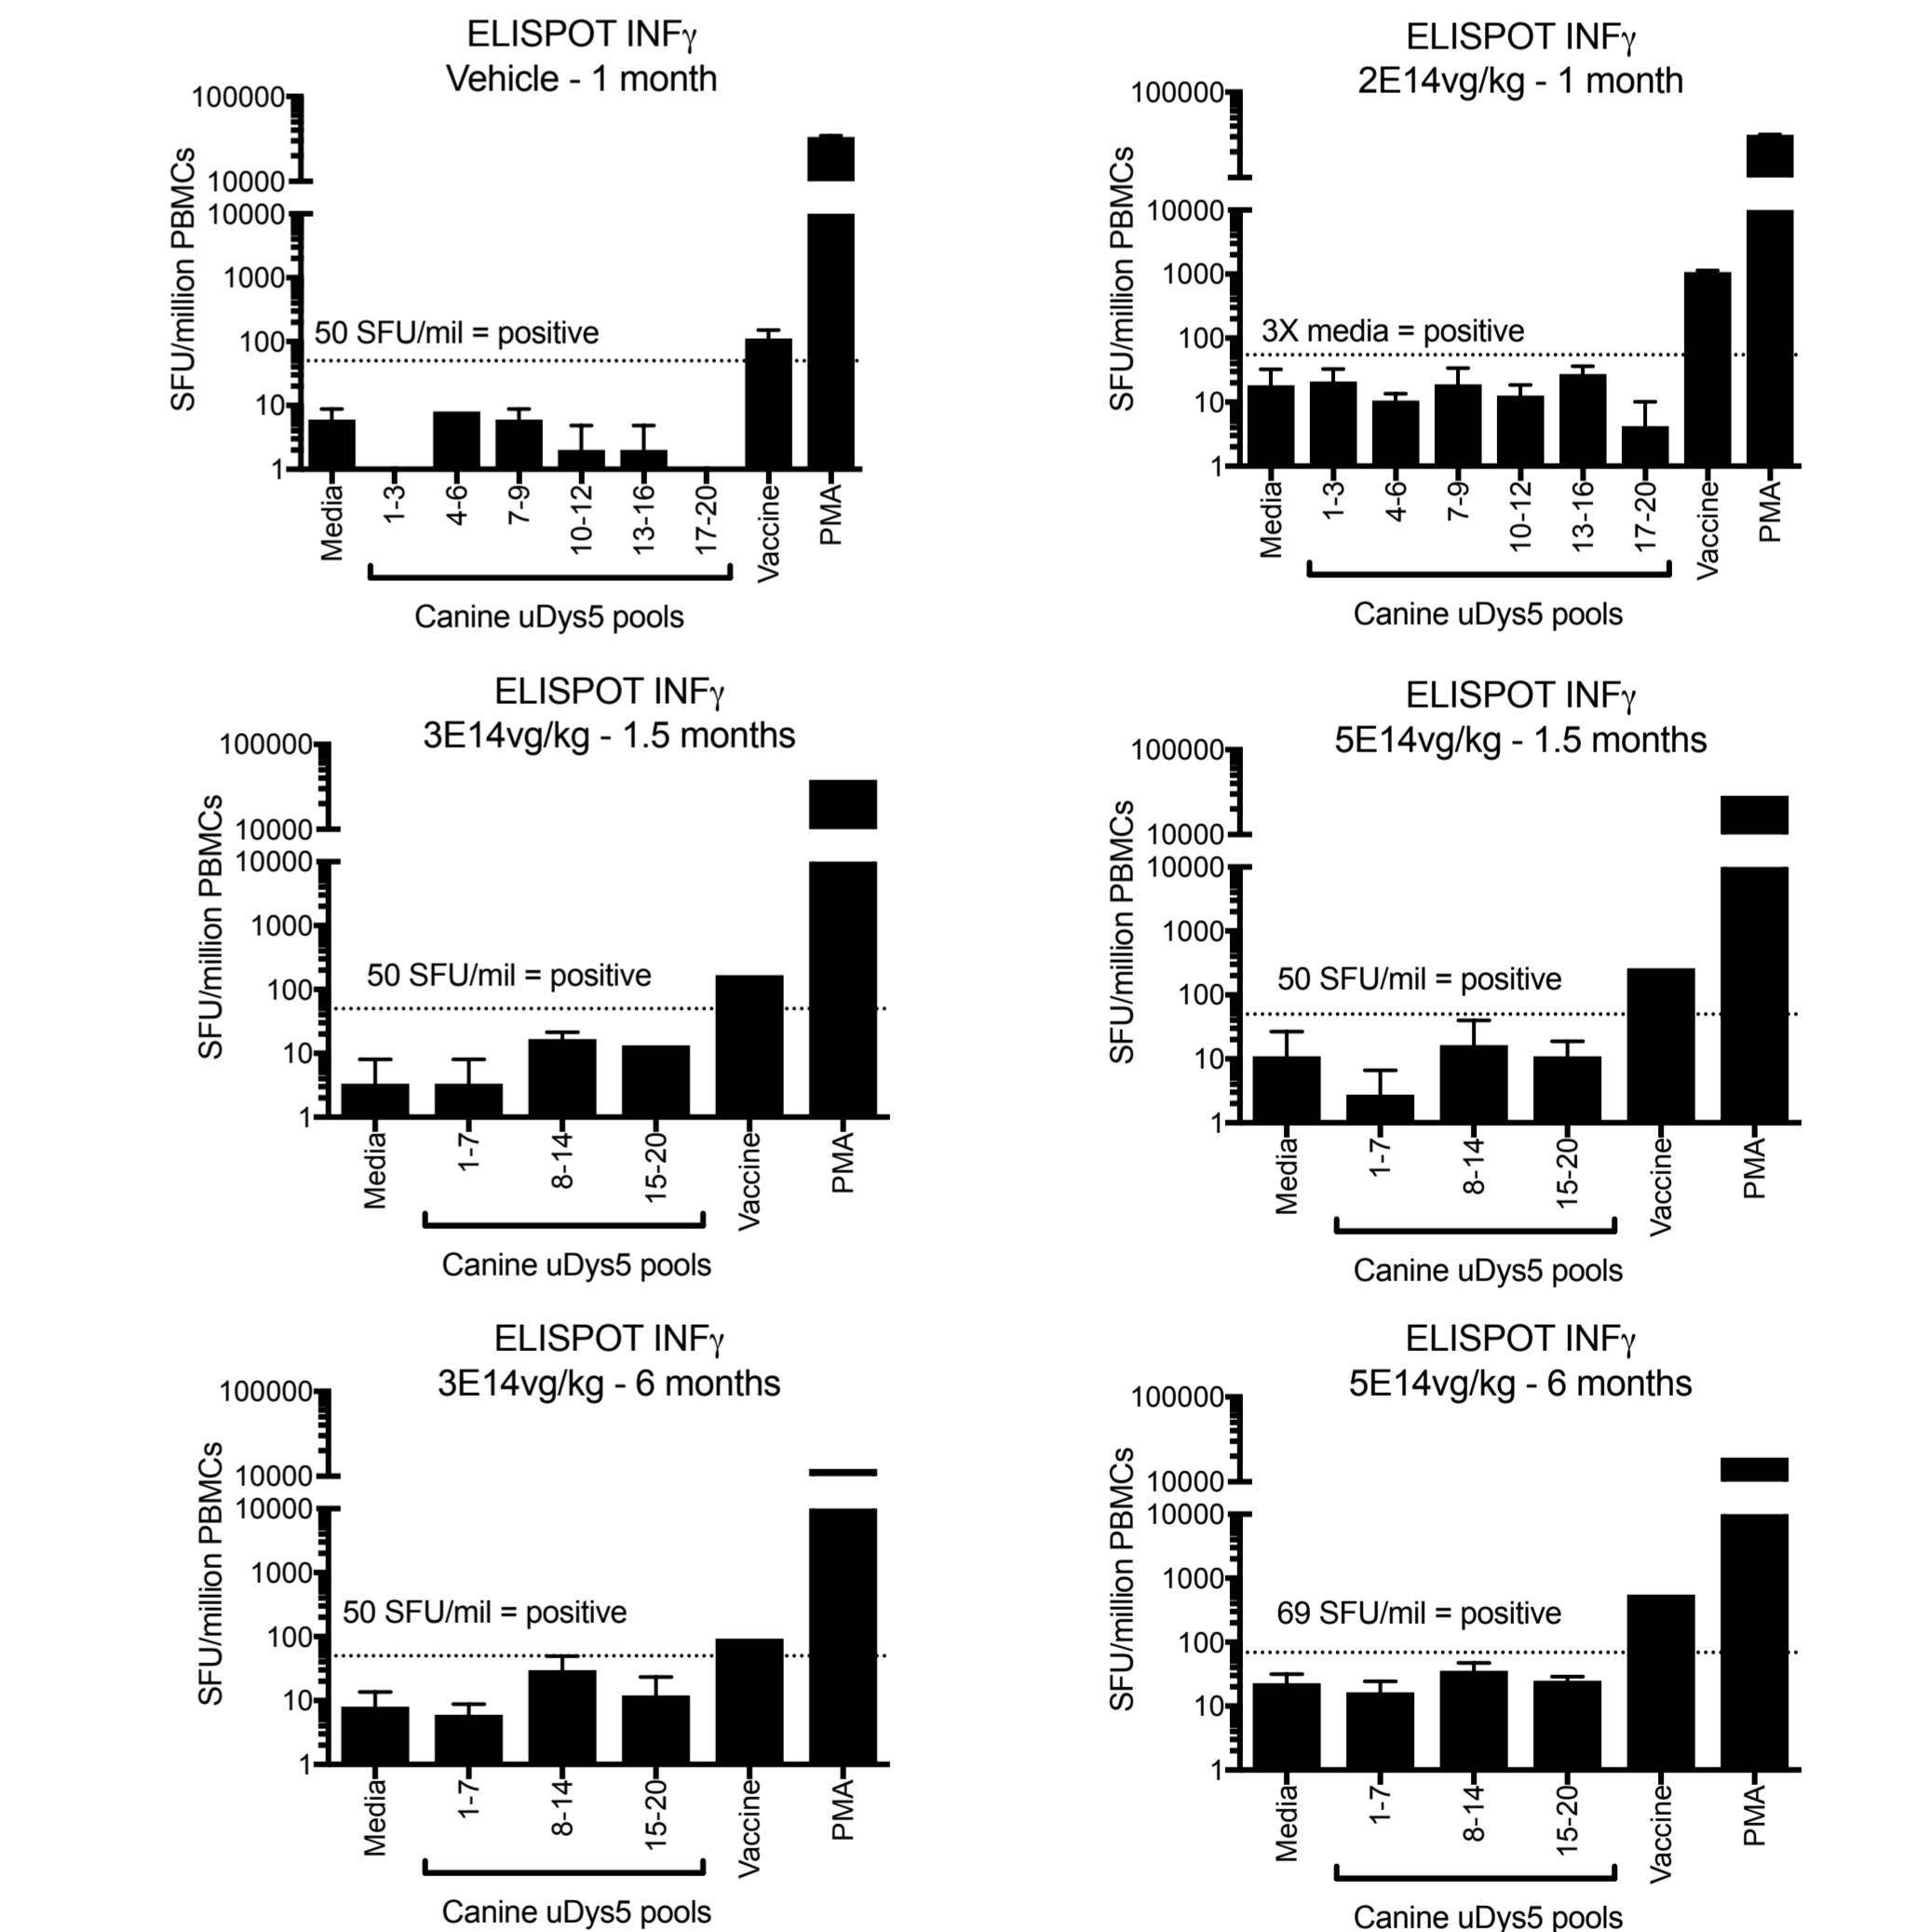 ELISPOT INFγ
Vehicle - 1 month
SFU/million PBMCs
100000
10000
10000
1000
100
10
1
50 SFU/mil = positive
Media
1-3
4-6
7-9
10-12
13-16
17-20
Vaccine
PMA
Canine uDys5 pools
ELISPOT INFγ
2E14vg/kg - 1 month
SFU/million PBMCs
100000
10000
1000
100
10
1
3X media = positive
Media
1-3
4-6
7-9
10-12
13-16
17-20
Vaccine
PMA
Canine uDys5 pools
ELISPOT INFγ
3E14vg/kg - 1.5 months
SFU/million PBMCs
100000
10000
10000
1000
100
10
1
50 SFU/mil = positive
Media
1-7
8-14
15-20
Vaccine
PMA
Canine uDys5 pools
ELISPOT INFγ
5E14vg/kg - 1.5 months
SFU/million PBMCs
100000
10000
10000
1000
100
10
1
50 SFU/mil = positive
Media
1-7
8-14
15-20
Vaccine
PMA
Canine uDys5 pools
ELISPOT INFγ
3E14vg/kg - 6 months
SFU/million PBMCs
100000
10000
10000
1000
100
10
1
50 SFU/mil = positive
Media
1-7
8-14
15-20
Vaccine
PMA
Canine uDys5 pools
ELISPOT INFγ
5E14vg/kg - 6 months
SFU/million PBMCs
100000
10000
10000
1000
100
10
1
69 SFU/mil = positive
Media
1-7
8-14
15-20
Vaccine
PMA
Canine uDys5 pools